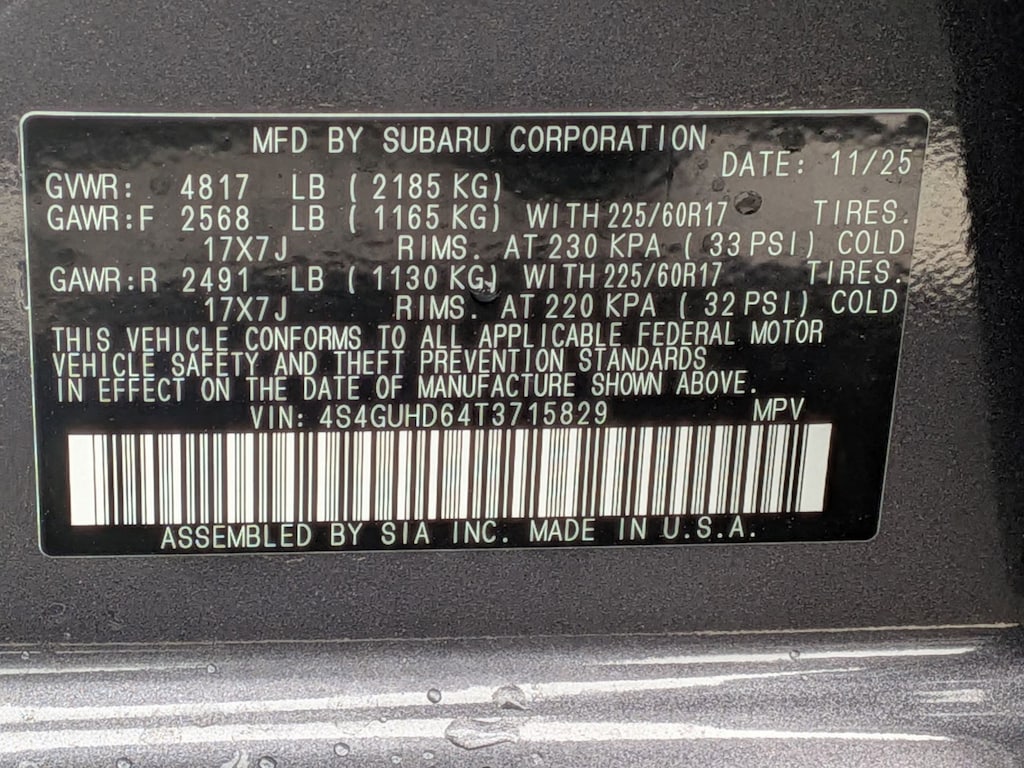 MFD BY SUBARU CORPORATION
DATE: 11/25
GVWR: 4817 LB ( 2185 KG)
GAWR:F 2568 LB ( 1165 KG) WITH 225/60R17 TIRES.
17X7J RIMS. AT 230 KPA ( 33 PSI) COLD
GAWR:R 2491 LB ( 1130 KG) WITH 225/60R17 TIRES.
17X7J RIMS. AT 220 KPA ( 32 PSI) COLD
THIS VEHICLE CONFORMS TO ALL APPLICABLE FEDERAL MOTOR
VEHICLE SAFETY AND THEFT PREVENTION STANDARDS
IN EFFECT ON THE DATE OF MANUFACTURE SHOWN ABOVE.
VIN: 4S4GUHD64T3715829 MPV
ASSEMBLED BY SIA INC. MADE IN U.S.A.